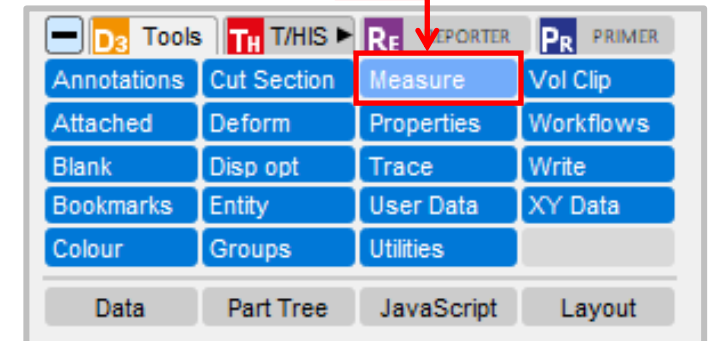 D3 Tools TH T/HIS RE REPORTER PR PRIMER
Annotations Cut Section Measure Vol Clip
Attached Deform Properties Workflows
Blank Disp opt Trace Write
Bookmarks Entity User Data XY Data
Colour Groups Utilities
Data Part Tree JavaScript Layout